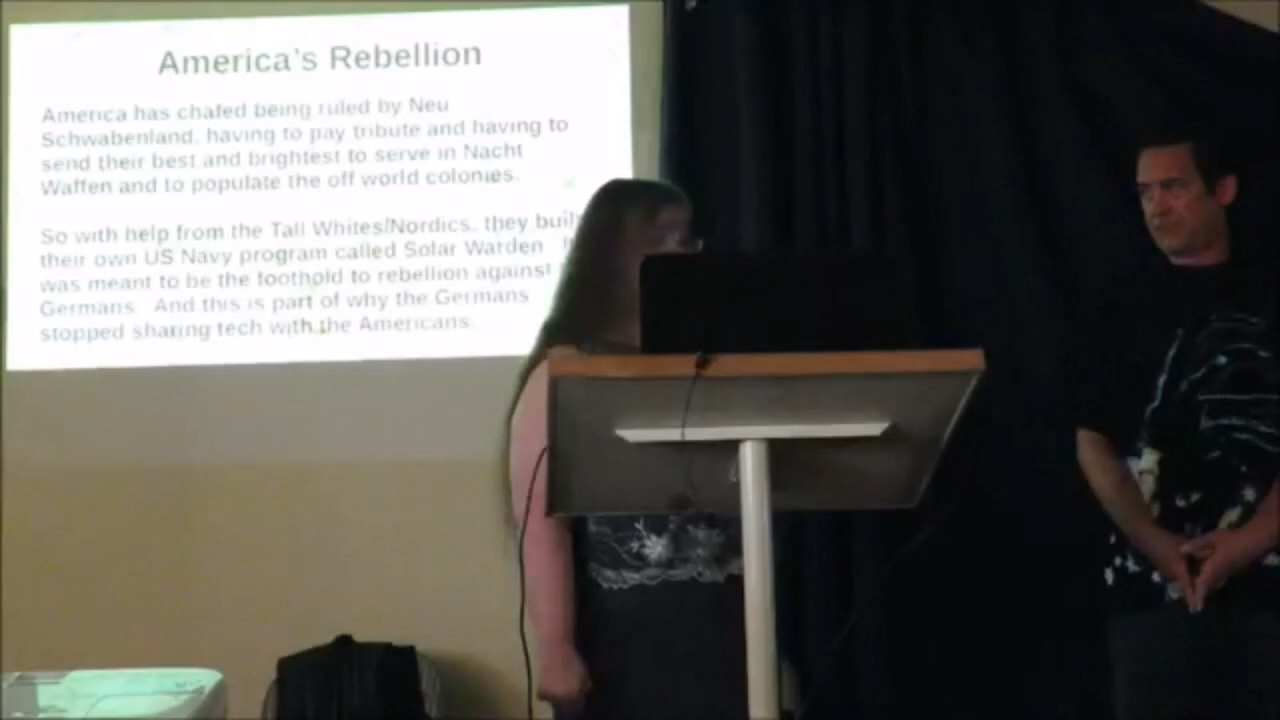 America's Rebellion
America has chafed being ruled by Neu
Schwabenland, having to pay tribute and having to
send their best and brightest to serve in Nacht
Waffen and to populate the off world colonies.
So with help from the Tall Whites/Nordics, they built
their own US Navy program called Solar Warden
was meant to be the foothold to rebellion against
Germans. And this is part of why the Germans
stopped sharing tech with the Americans